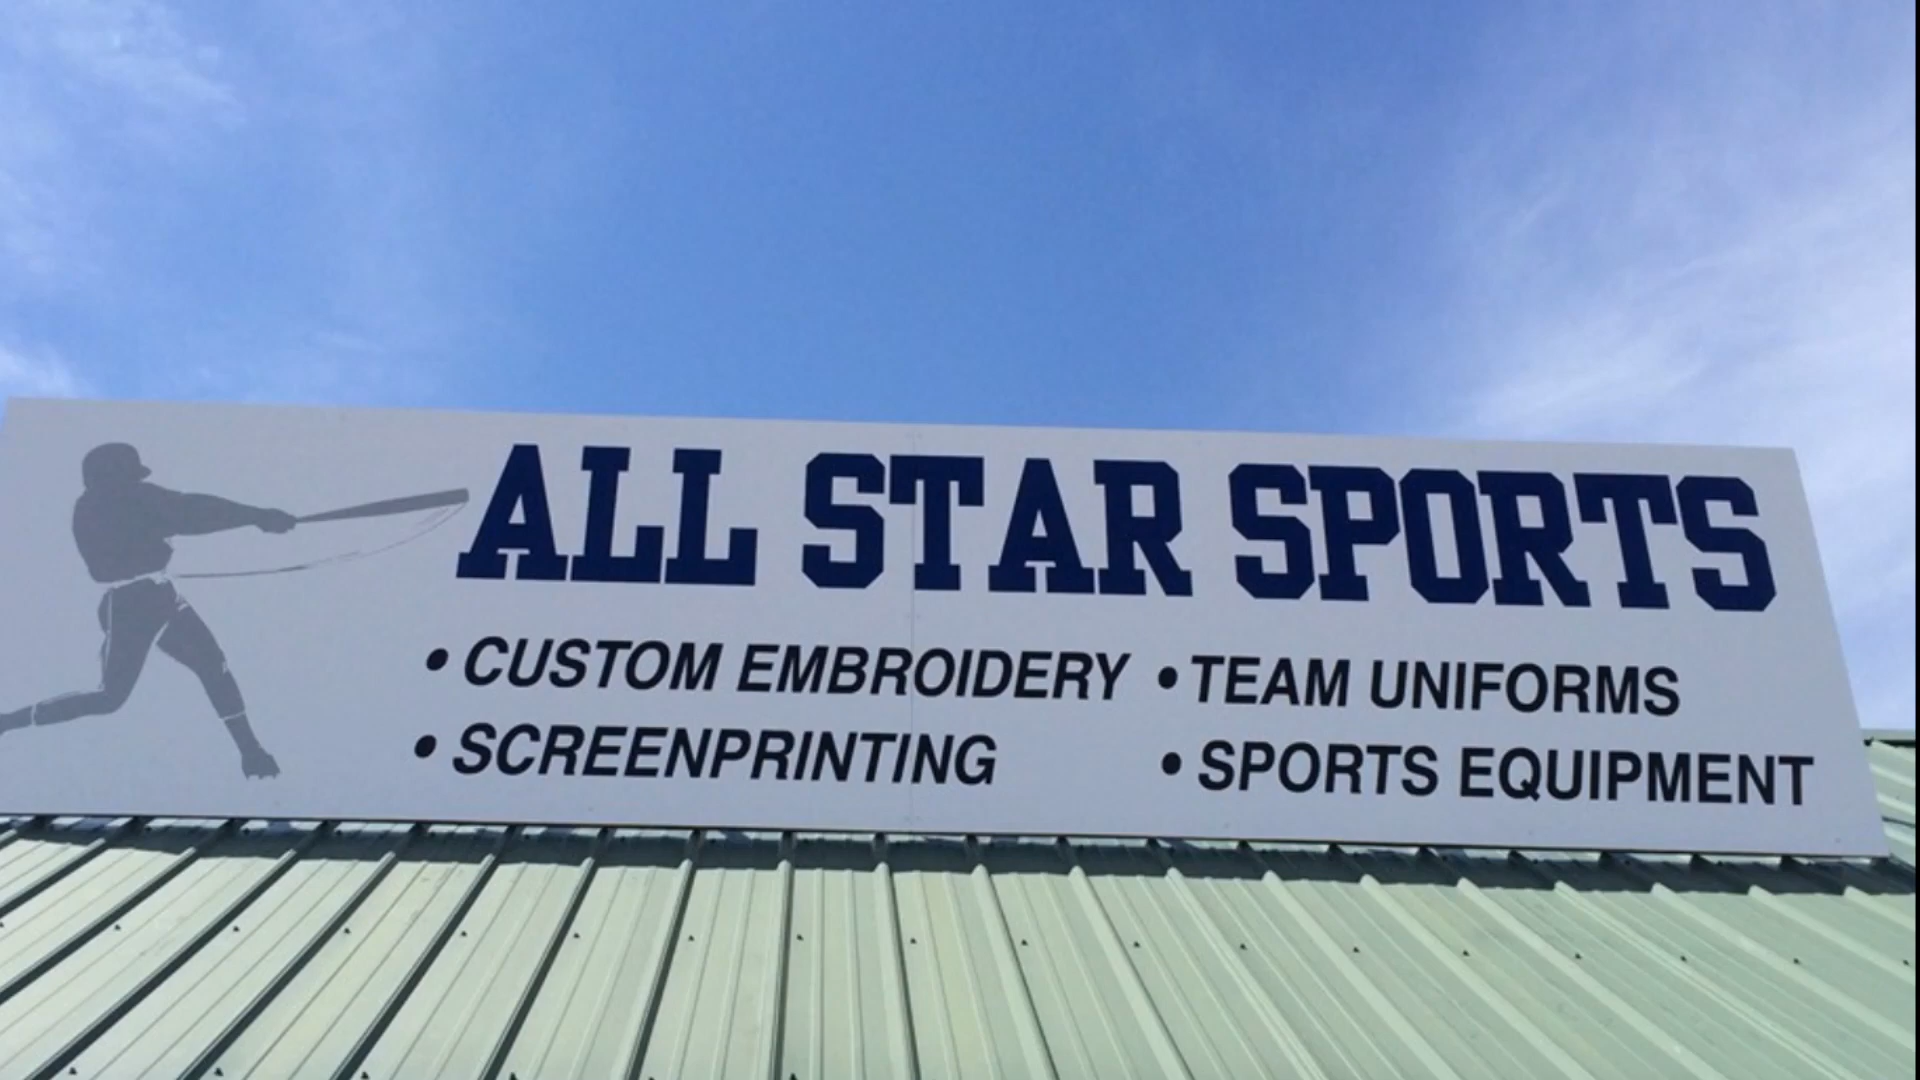 ALL STAR SPORTS
• CUSTOM EMBROIDERY • TEAM UNIFORMS
• SCREENPRINTING • SPORTS EQUIPMENT